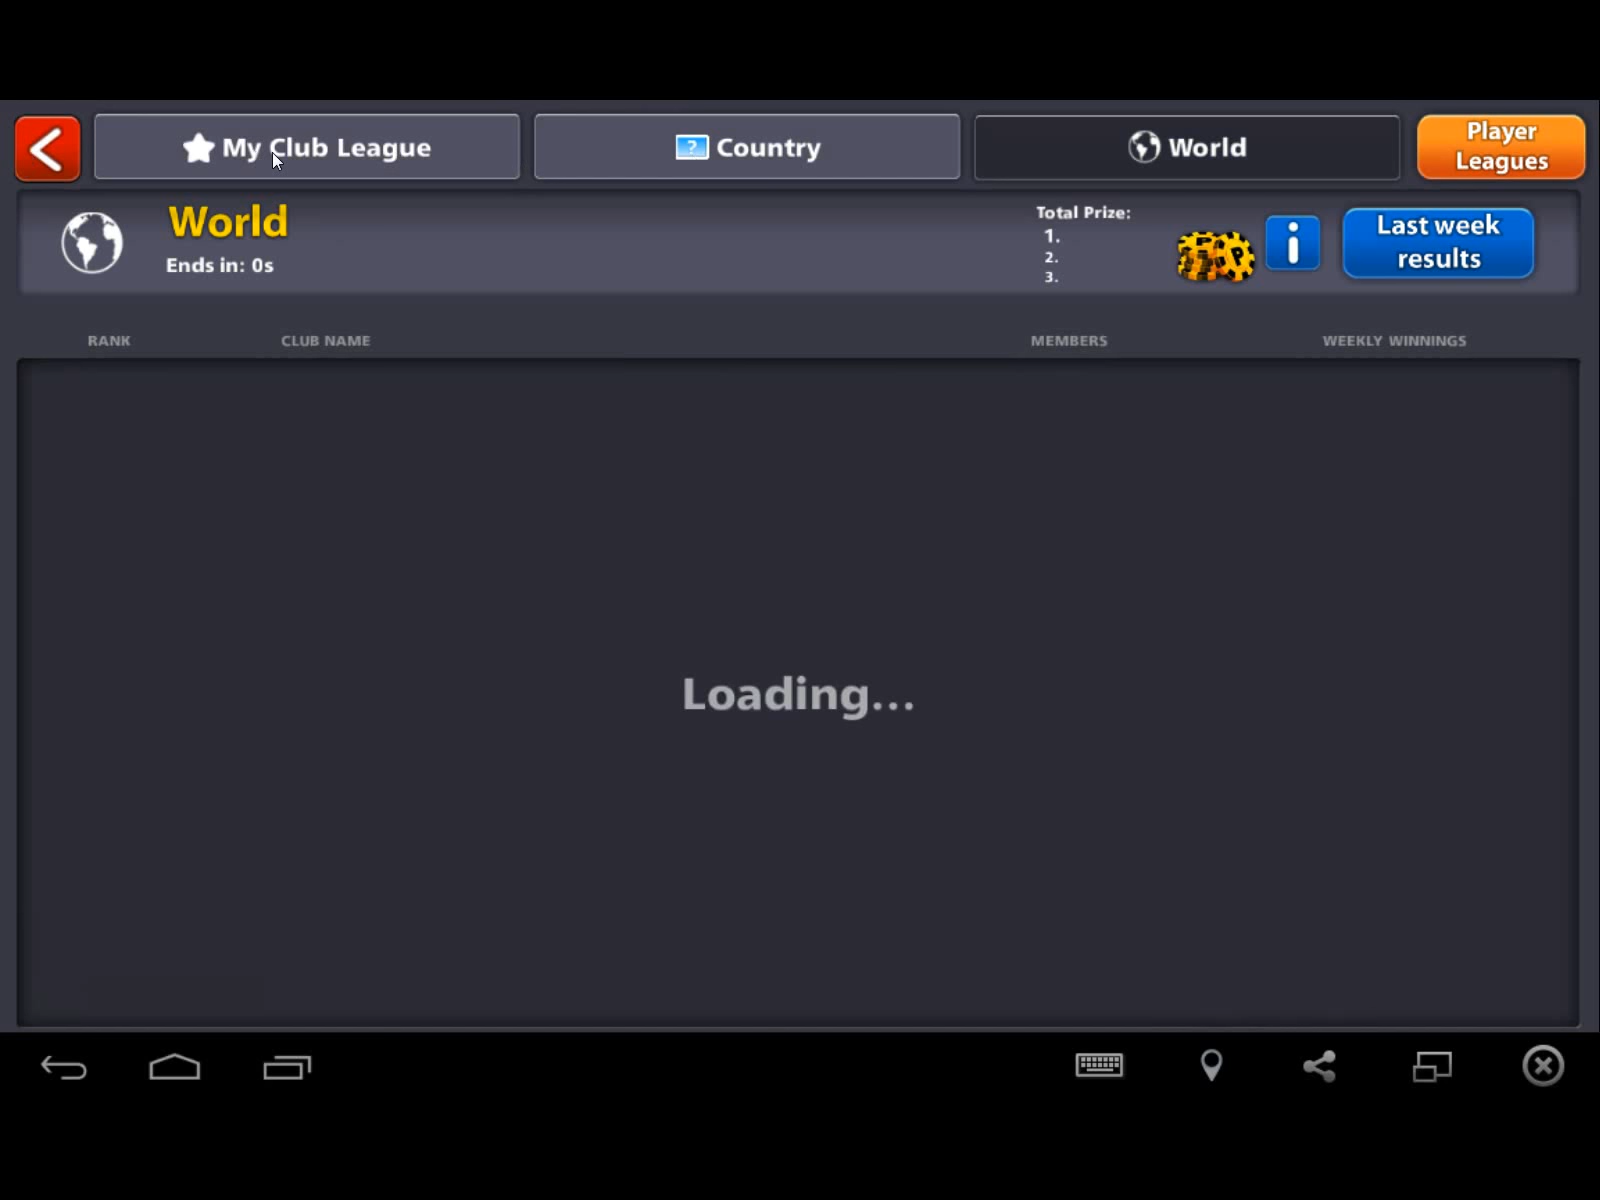 My Club League
Country
World
Player
Leagues
World
Ends in: 0s
Total Prize:
1.
2.
3.
Last week
results
RANK
CLUB NAME
MEMBERS
WEEKLY WINNINGS
Loading...